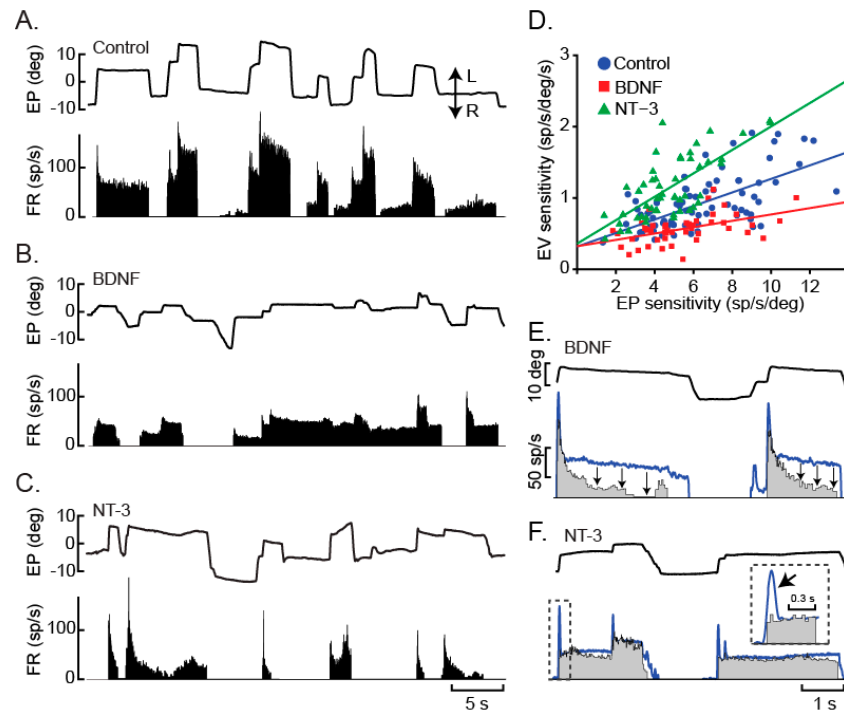 A.
Control
EP (deg)
10
0
-10
L
R
FR (sp/s)
100
0
B.
BDNF
EP (deg)
10
0
-10
FR (sp/s)
100
0
C.
NT-3
EP (deg)
10
0
-10
FR (sp/s)
100
0
5 s
D.
EV sensitivity (sp/s/deg/s)
3
2
1
0
Control
BDNF
NT−3
2 4 6 8 10 12
EP sensitivity (sp/s/deg)
E.
BDNF
10 deg
50 sp/s
F.
NT-3
0.3 s
1 s